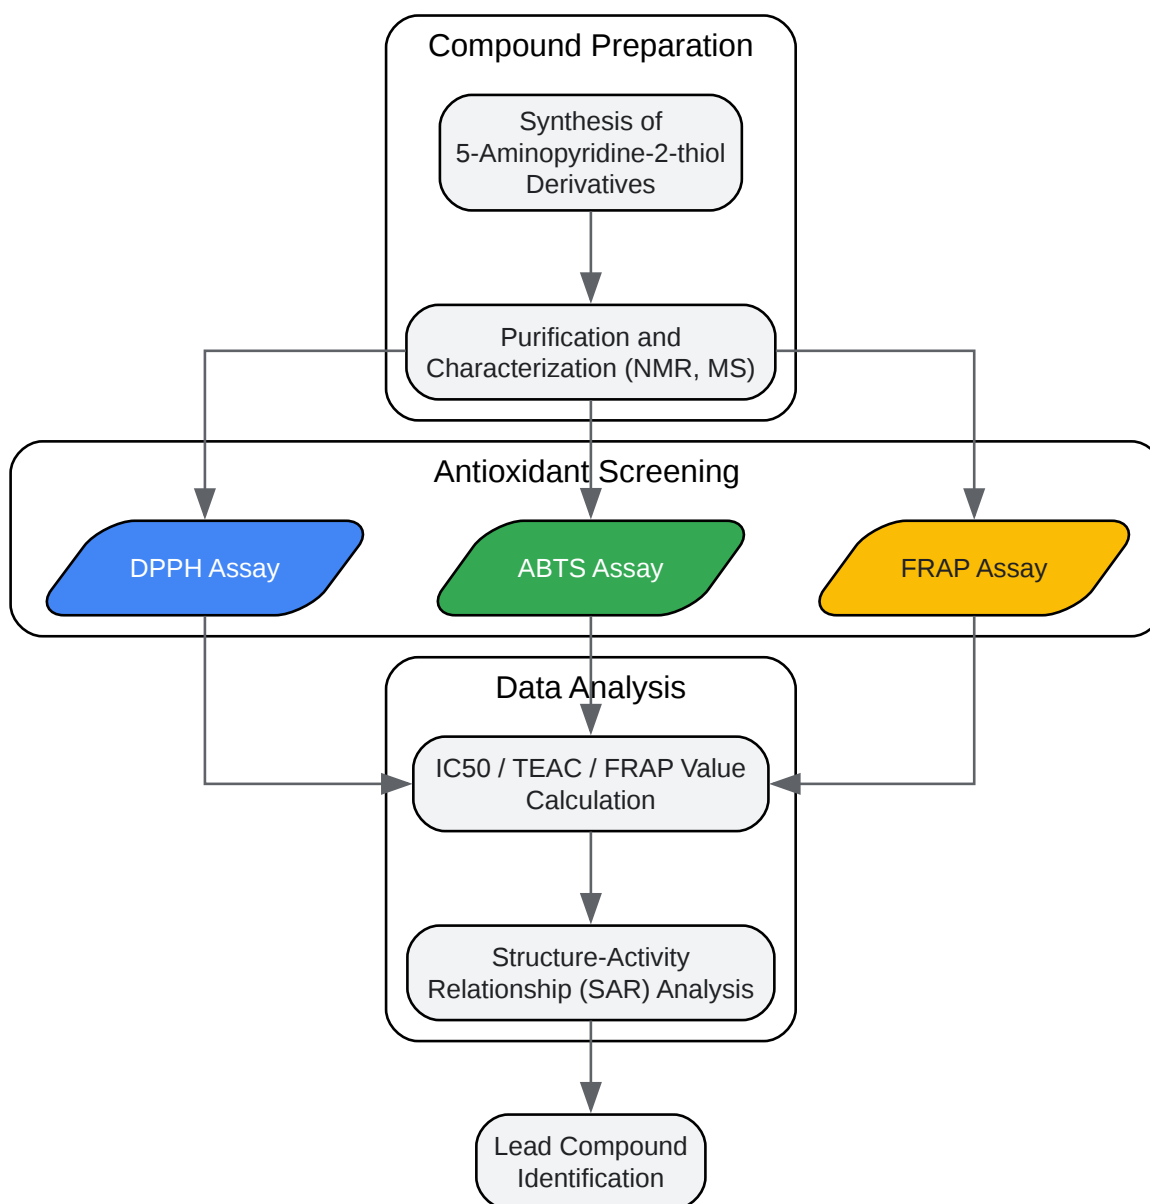 Compound Preparation
Synthesis of
5-Aminopyridine-2-thiol
Derivatives
Purification and
Characterization (NMR, MS)
Antioxidant Screening
DPPH Assay
ABTS Assay
FRAP Assay
Data Analysis
IC50 / TEAC / FRAP Value
Calculation
Structure-Activity
Relationship (SAR) Analysis
Lead Compound
Identification